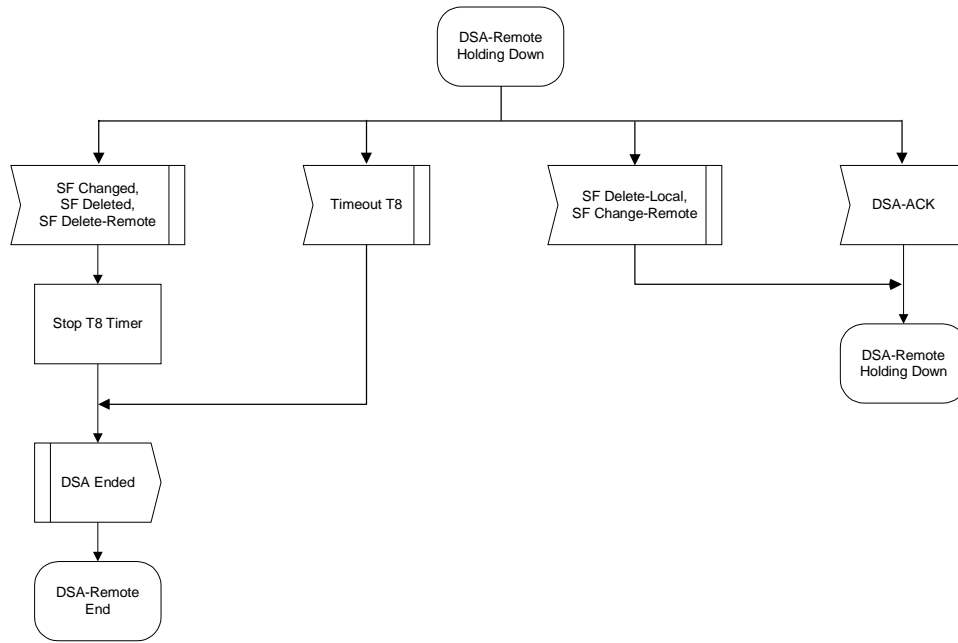 DSA-Remote
Holding Down
SF Changed,
SF Deleted,
SF Delete-Remote
Timeout T8
SF Delete-Local,
SF Change-Remote
DSA-ACK
Stop T8 Timer
DSA-Remote
Holding Down
DSA Ended
DSA-Remote
End